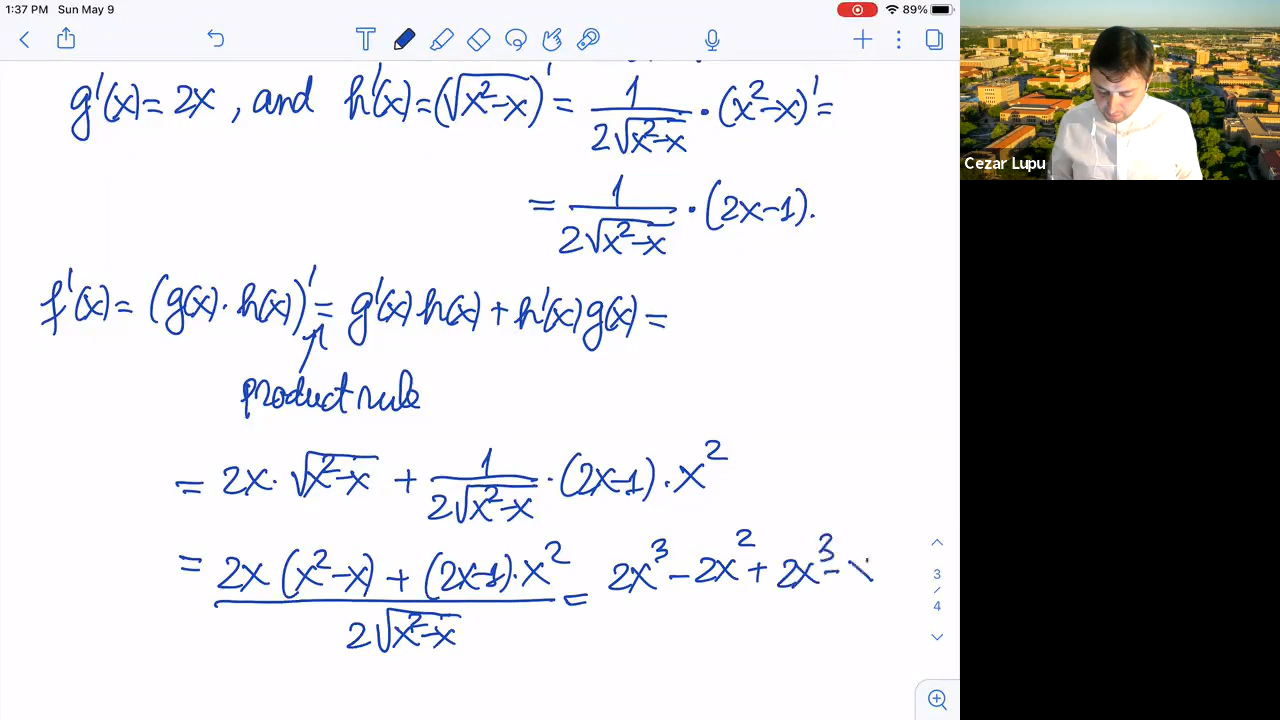 1:37 PM Sun May 9 89%
g'(x) = 2x , and h'(x) = (√(x²-x))' = 1/(2√(x²-x)) · (x²-x)' =
= 1/(2√(x²-x)) · (2x-1).
f'(x) = (g(x) · h(x))' = g'(x) h(x) + h'(x) g(x) =
product rule
= 2x · √(x²-x) + 1/(2√(x²-x)) · (2x-1) · x²
= (2x (x²-x) + (2x-1) · x²)/(2√(x²-x)) = 2x³ - 2x² + 2x³ -
3
/
4
Cezar Lupu